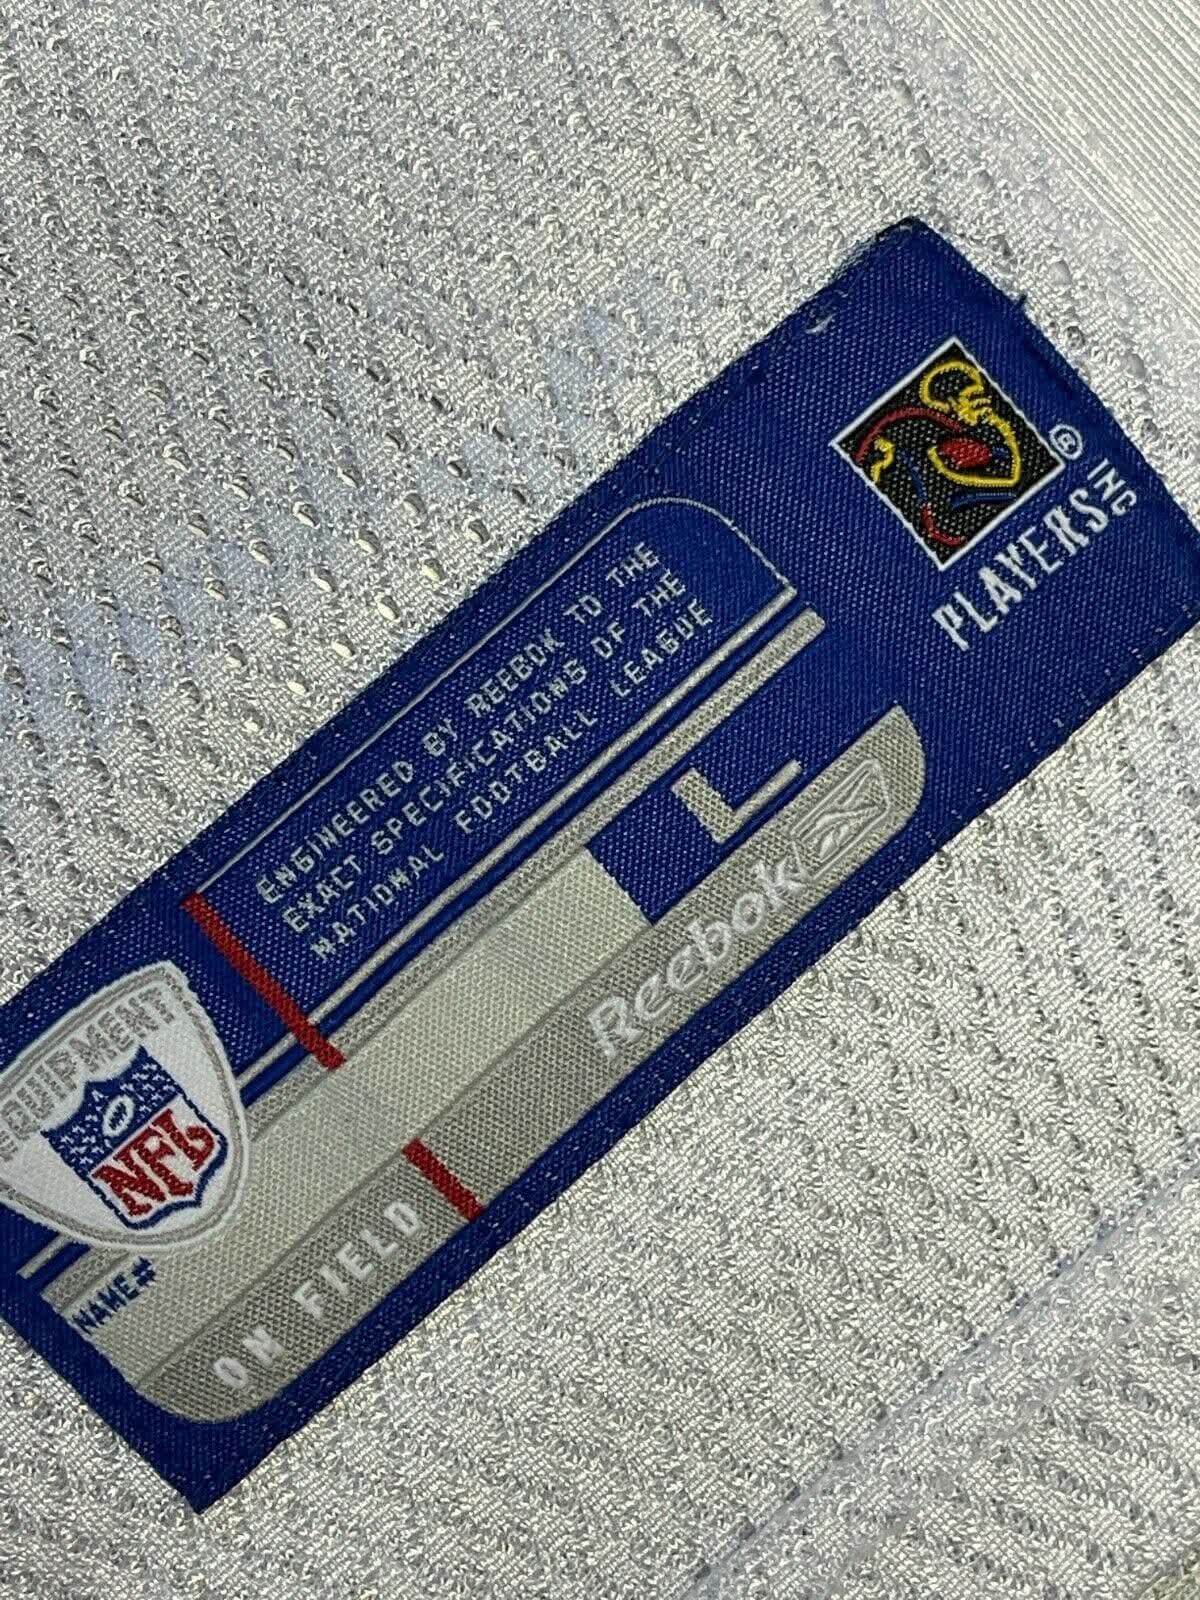 PLAYERS INC
®
ENGINEERED BY REEBOK TO THE
EXACT SPECIFICATIONS OF THE
NATIONAL FOOTBALL LEAGUE
L
Reebok
EQUIPMENT
NFL
NAME#
ON FIELD